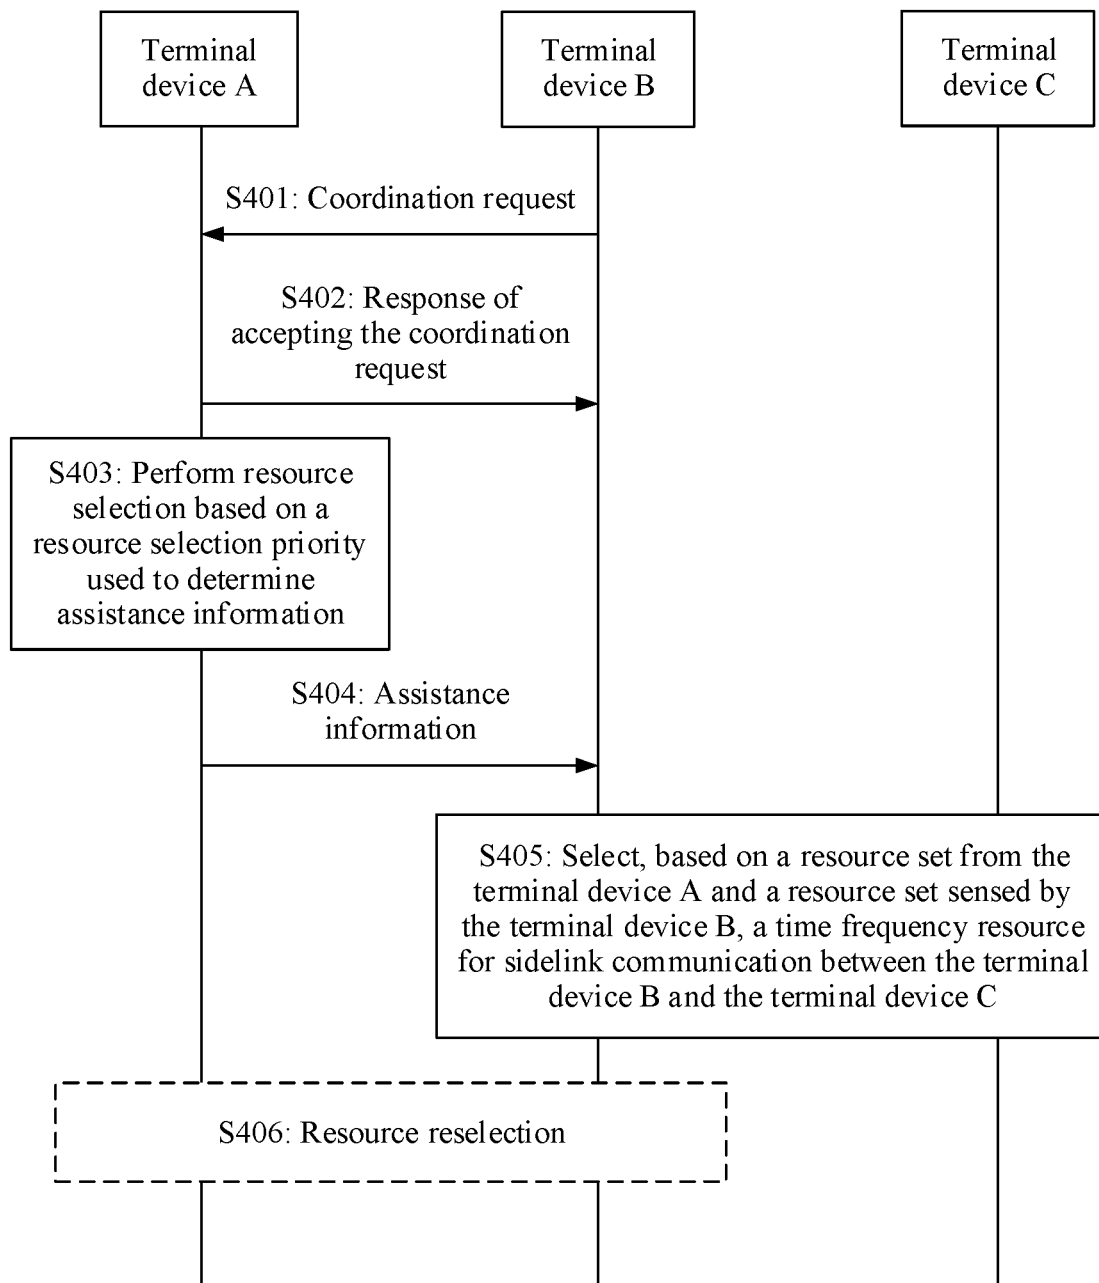 Terminal
device A
Terminal
device B
Terminal
device C
S401: Coordination request
S402: Response of
accepting the coordination
request
S403: Perform resource
selection based on a
resource selection priority
used to determine
assistance information
S404: Assistance
information
S405: Select, based on a resource set from the
terminal device A and a resource set sensed by
the terminal device B, a time frequency resource
for sidelink communication between the terminal
device B and the terminal device C
S406: Resource reselection